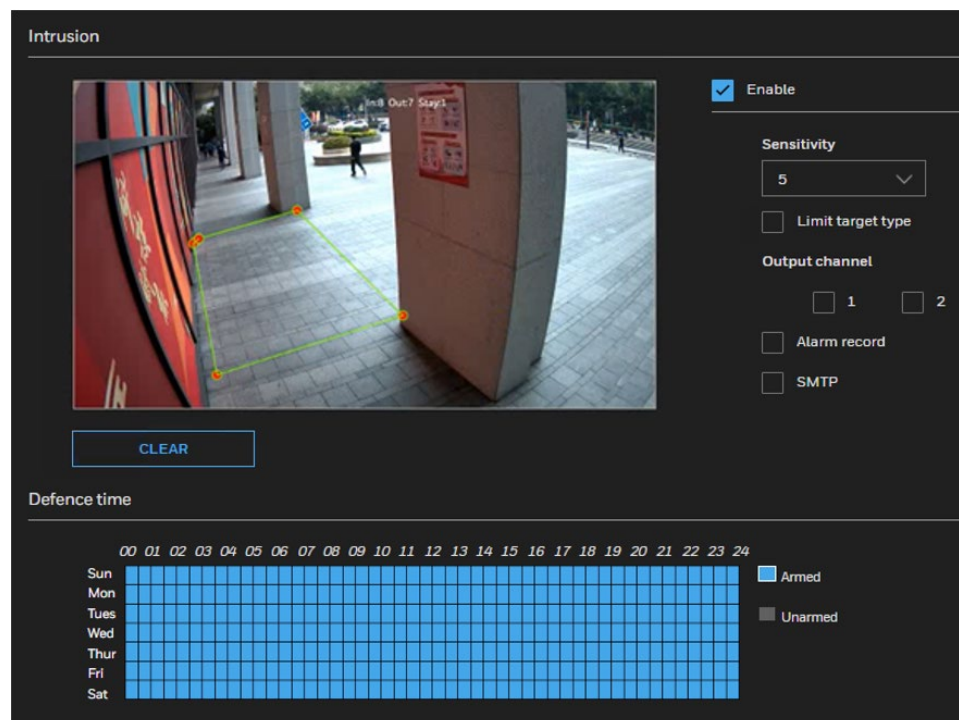 Intrusion
In:8 Out:7 Stay:1
Enable
Sensitivity
5
Limit target type
Output channel
1 2
Alarm record
SMTP
CLEAR
Defence time
00 01 02 03 04 05 06 07 08 09 10 11 12 13 14 15 16 17 18 19 20 21 22 23 24
Sun
Mon
Tues
Wed
Thur
Fri
Sat
Armed
Unarmed